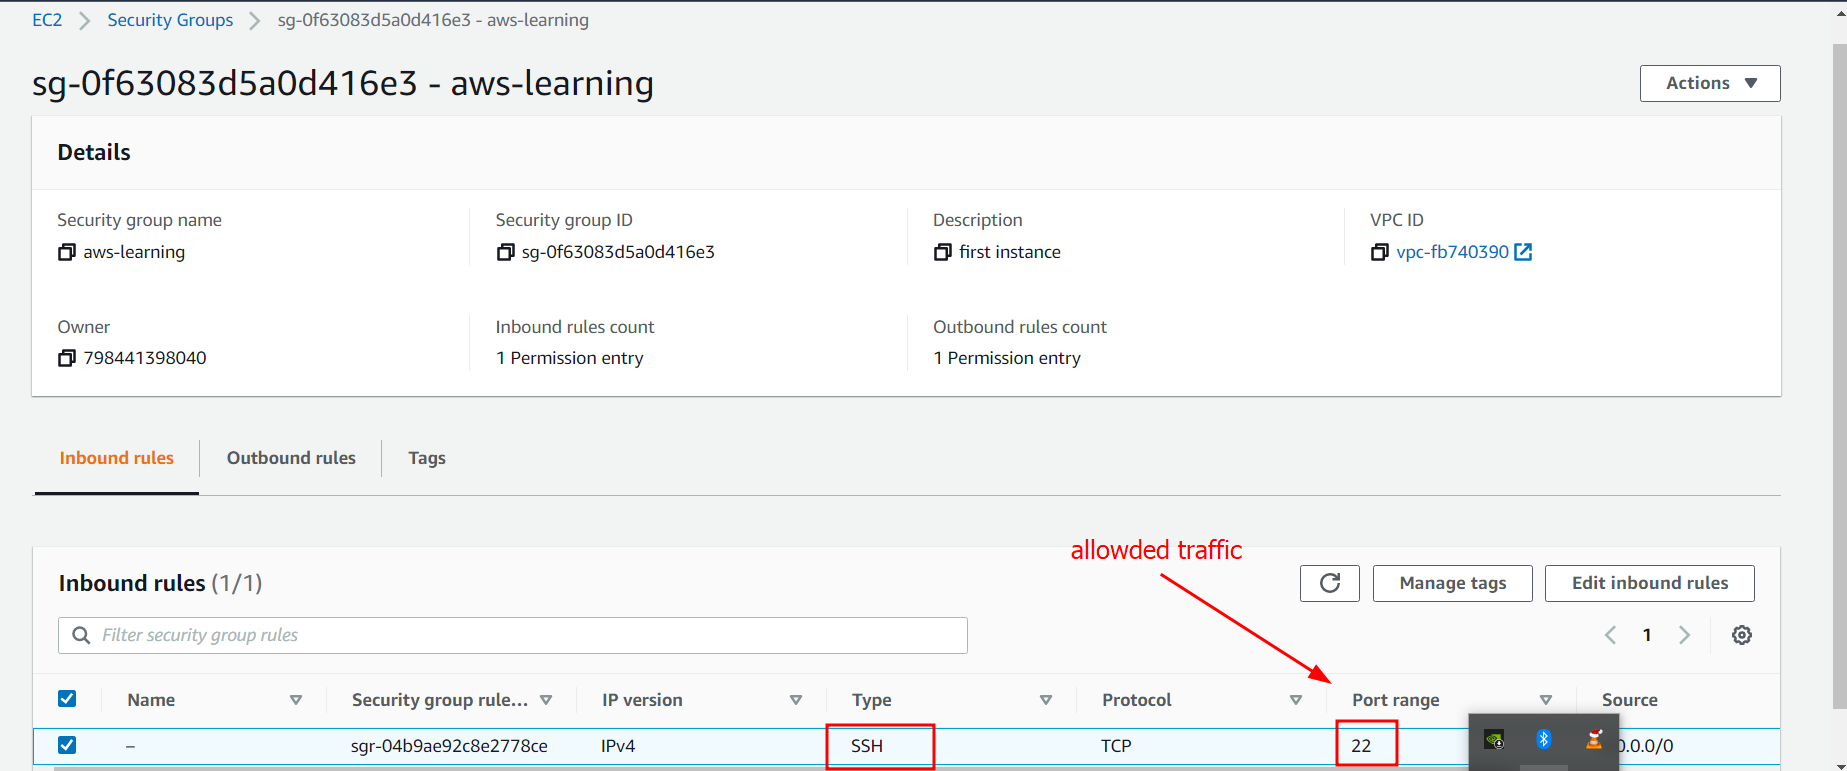 EC2 > Security Groups > sg-0f63083d5a0d416e3 - aws-learning
sg-0f63083d5a0d416e3 - aws-learning
Actions
Details
Security group name Security group ID Description VPC ID
aws-learning sg-0f63083d5a0d416e3 first instance vpc-fb740390
Owner Inbound rules count Outbound rules count
798441398040 1 Permission entry 1 Permission entry
Inbound rules Outbound rules Tags
allowded traffic
Inbound rules (1/1) Manage tags Edit inbound rules
Filter security group rules 1
Name Security group rule... IP version Type Protocol Port range Source
– sgr-04b9ae92c8e2778ce IPv4 SSH TCP 22 0.0.0/0